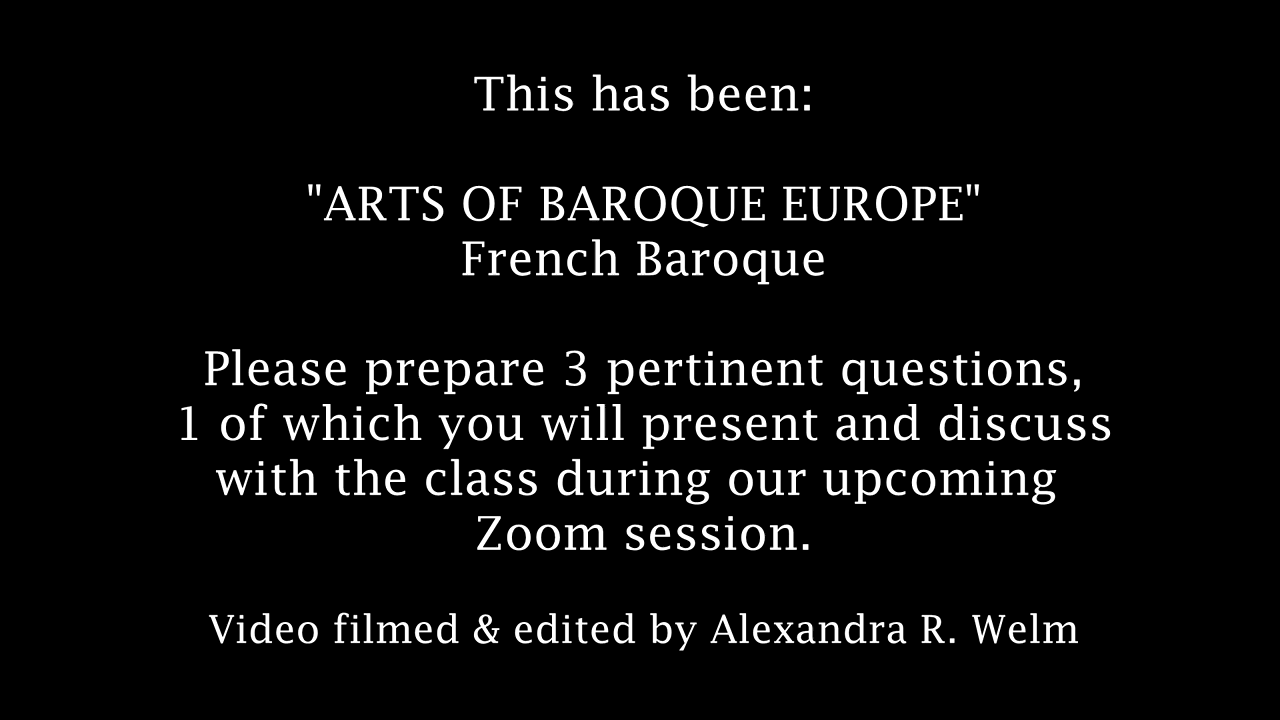 This has been:
"ARTS OF BAROQUE EUROPE"
French Baroque
Please prepare 3 pertinent questions,
1 of which you will present and discuss
with the class during our upcoming
Zoom session.
Video filmed & edited by Alexandra R. Welm